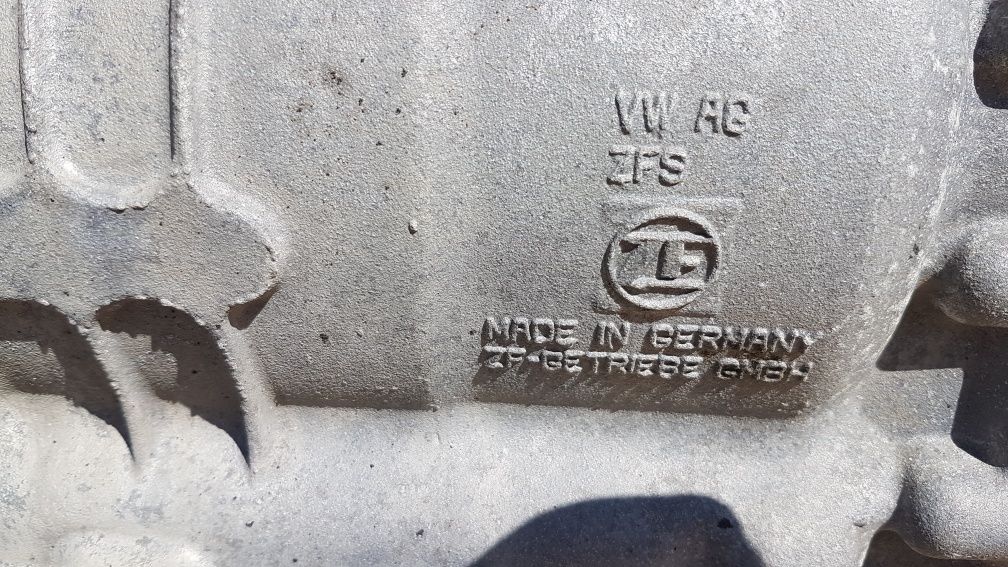 VW AG
ZFS
ZF
MADE IN GERMANY
ZF-GETRIEBE GMBH